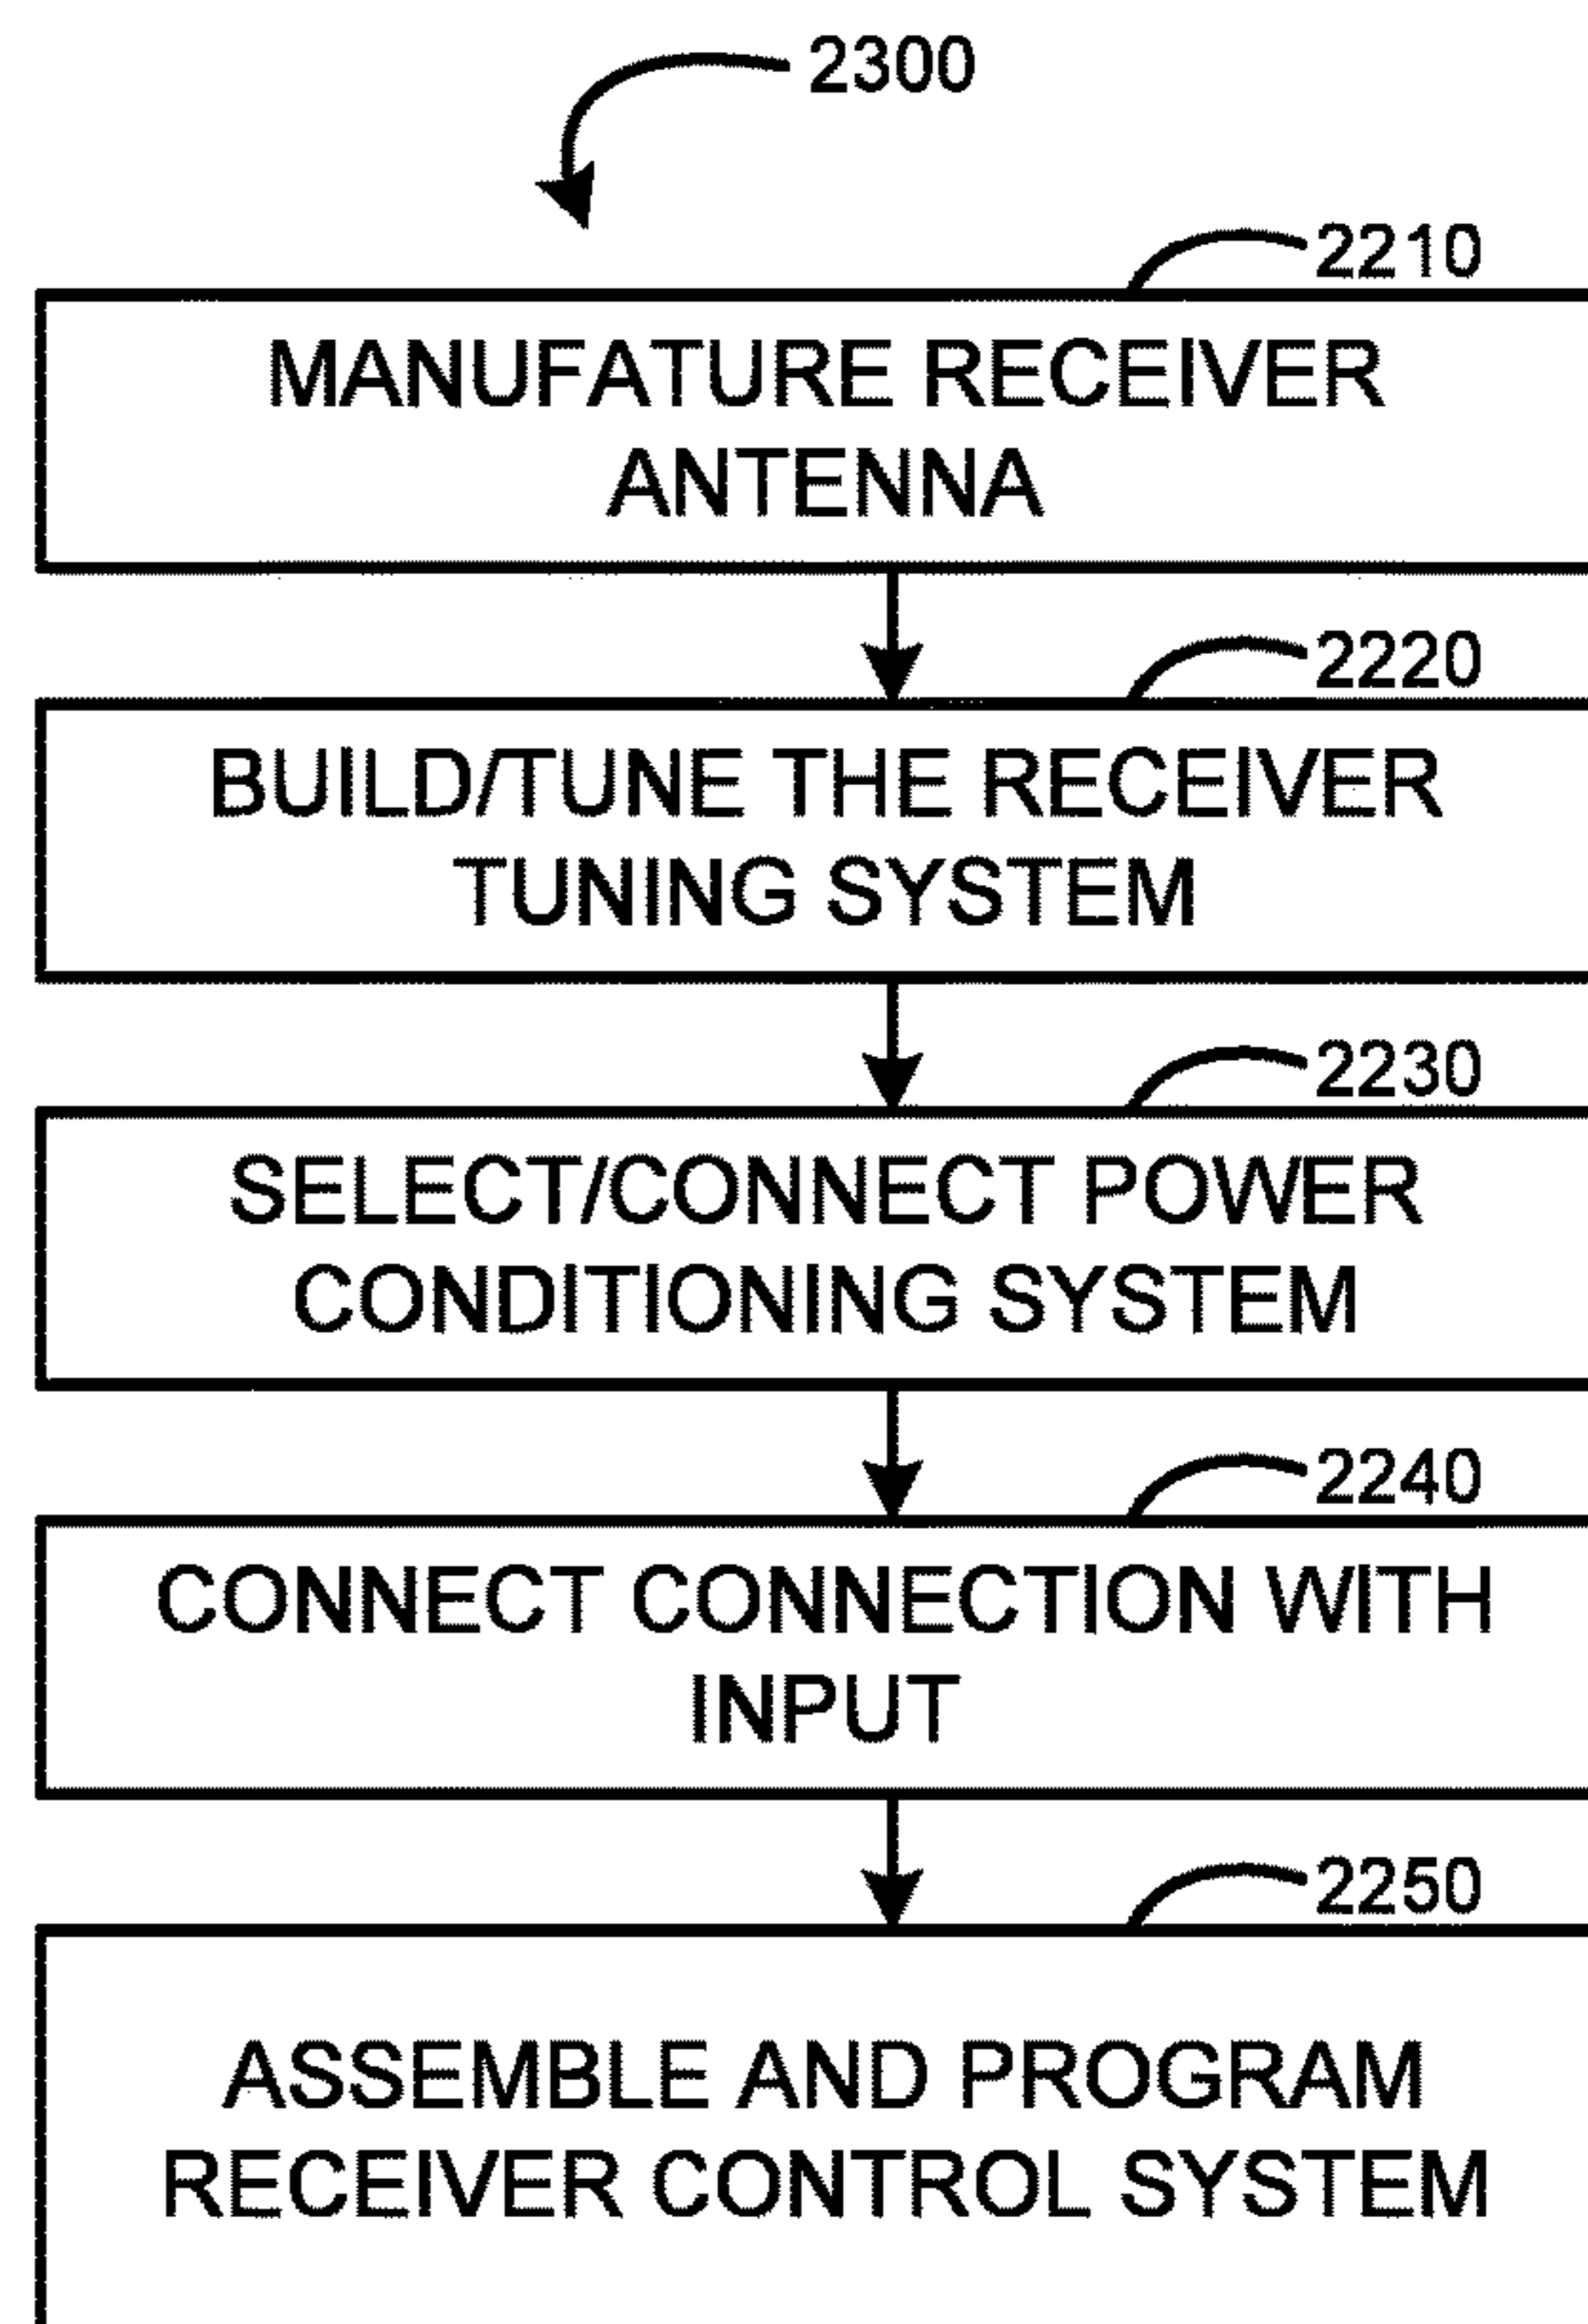 2300
2210
MANUFATURE RECEIVER
ANTENNA
2220
BUILD/TUNE THE RECEIVER
TUNING SYSTEM
2230
SELECT/CONNECT POWER
CONDITIONING SYSTEM
2240
CONNECT CONNECTION WITH
INPUT
2250
ASSEMBLE AND PROGRAM
RECEIVER CONTROL SYSTEM